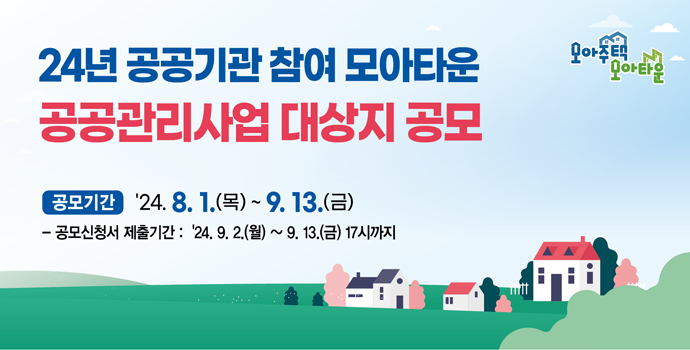 모아주택
모아타운
24년 공공기관 참여 모아타운
공공관리사업 대상지 공모
공모기간 '24. 8. 1.(목) ~ 9. 13.(금)
- 공모신청서 제출기간 : '24. 9. 2.(월) ~ 9. 13.(금) 17시까지